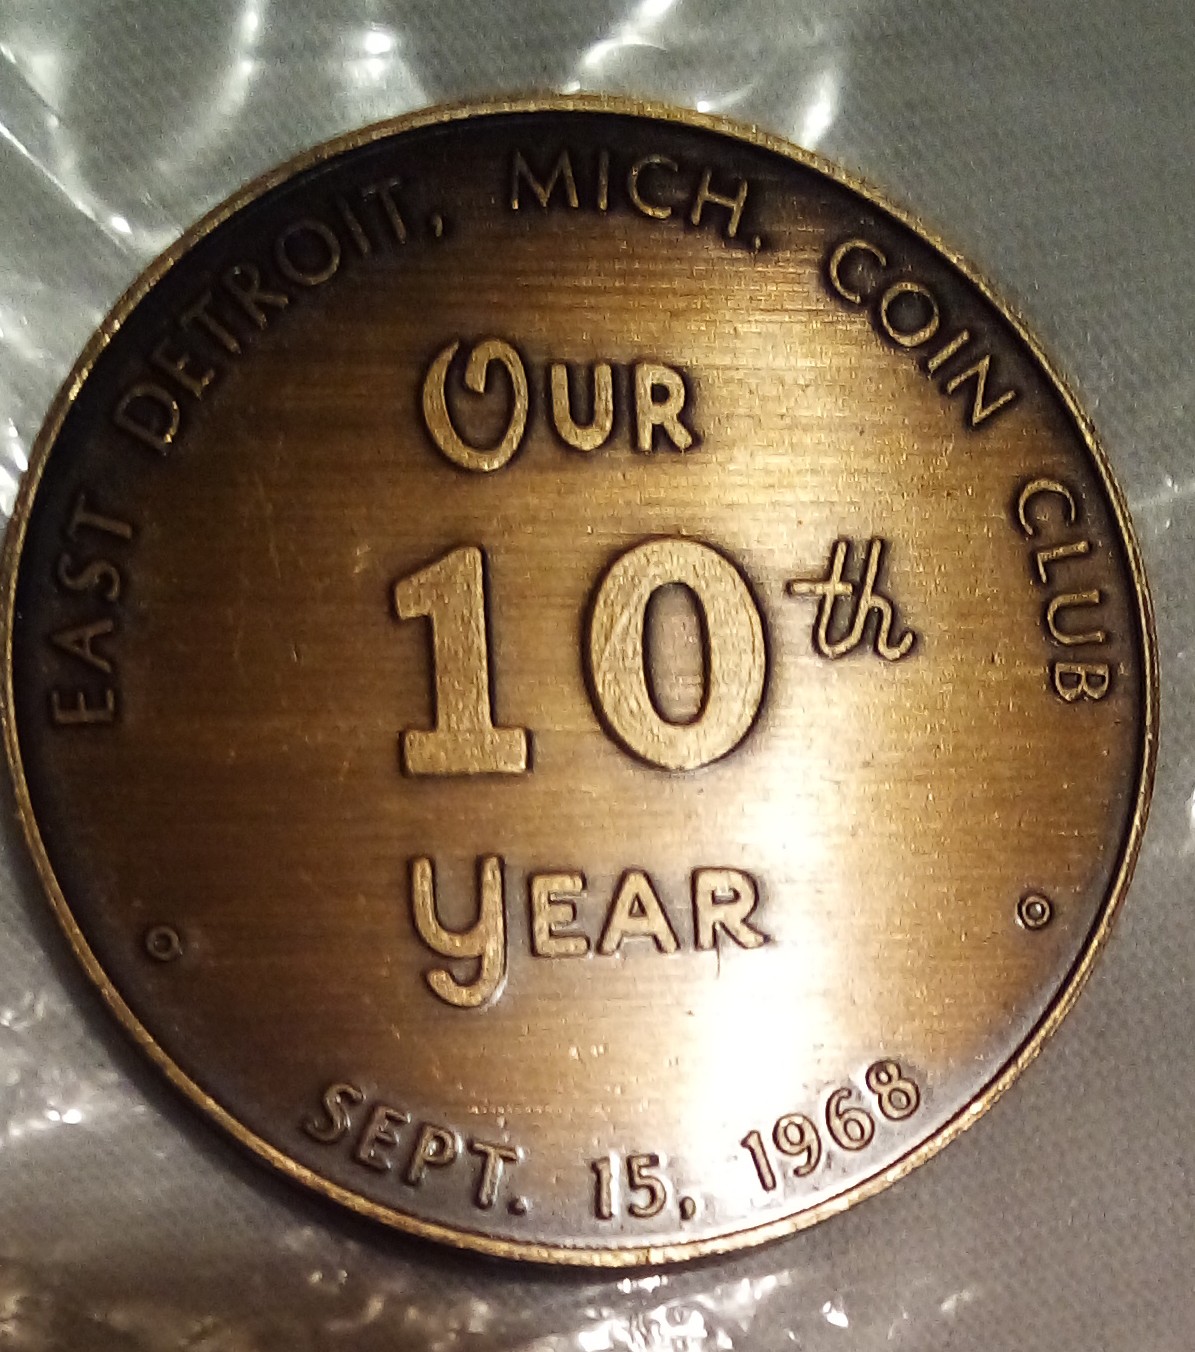 EAST DETROIT, MICH. COIN CLUB
OUR
10th
YEAR
SEPT. 15, 1968